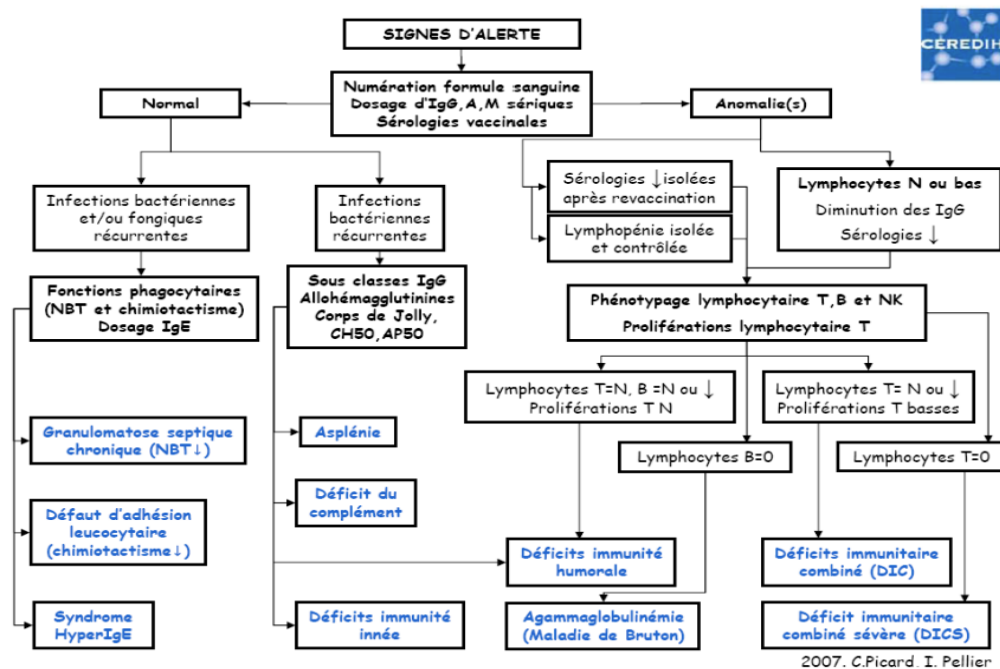 SIGNES D'ALERTE
CEREDIH
Numération formule sanguine
Dosage d'IgG,A,M sériques
Sérologies vaccinales
Normal
Anomalie(s)
Infections bactériennes
et/ou fongiques
récurrentes
Infections
bactériennes
récurrentes
Sérologies ↓isolées
après revaccination
Lymphopénie isolée
et contrôlée
Lymphocytes N ou bas
Diminution des IgG
Sérologies ↓
Fonctions phagocytaires
(NBT et chimiotactisme)
Dosage IgE
Sous classes IgG
Allohémagglutinines
Corps de Jolly,
CH50,AP50
Phénotypage lymphocytaire T,B et NK
Proliférations lymphocytaire T
Lymphocytes T=N, B =N ou ↓
Proliférations T N
Lymphocytes T= N ou ↓
Proliférations T basses
Lymphocytes B=0
Lymphocytes T=0
Granulomatose septique
chronique (NBT↓)
Asplénie
Défaut d'adhésion
leucocytaire
(chimiotactisme↓)
Déficit du
complément
Déficits immunité
humorale
Déficits immunitaire
combiné (DIC)
Syndrome
HyperIgE
Déficits immunité
innée
Agammaglobulinémie
(Maladie de Bruton)
Déficit immunitaire
combiné sévère (DICS)
2007. C.Picard. I. Pellier